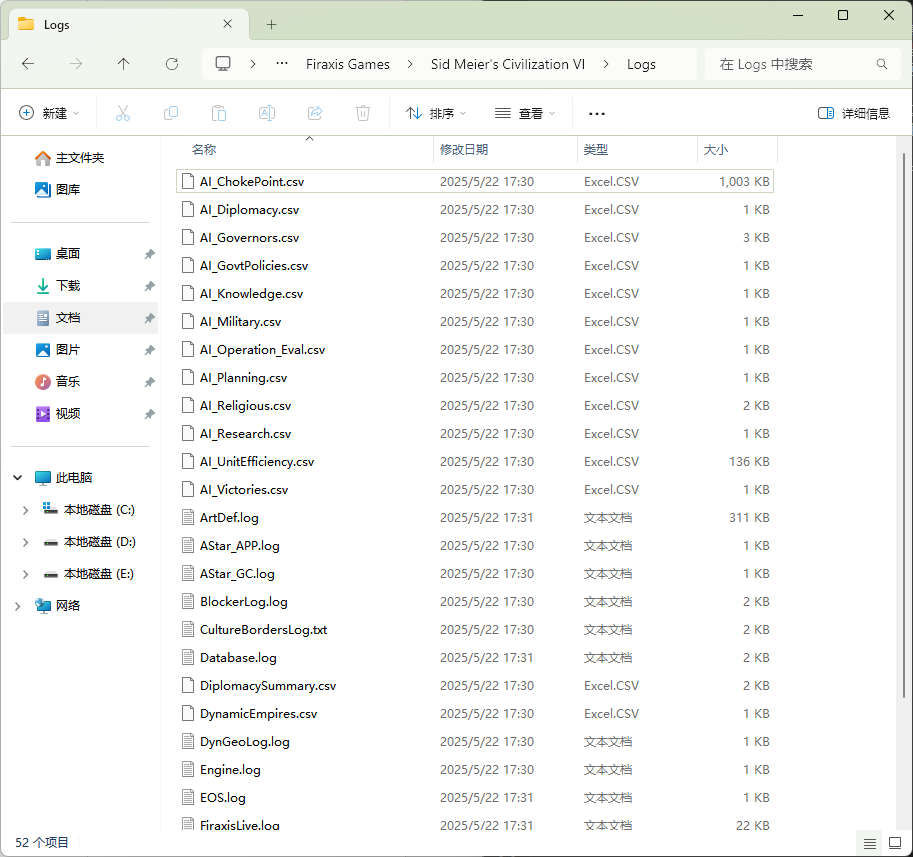 Logs
Firaxis Games > Sid Meier's Civilization VI > Logs
在 Logs 中搜索
新建
排序
查看
详细信息
主文件夹
图库
桌面
下载
文档
图片
音乐
视频
此电脑
本地磁盘 (C:)
本地磁盘 (D:)
本地磁盘 (E:)
网络
名称 修改日期 类型 大小
AI_ChokePoint.csv 2025/5/22 17:30 Excel.CSV 1,003 KB
AI_Diplomacy.csv 2025/5/22 17:30 Excel.CSV 1 KB
AI_Governors.csv 2025/5/22 17:30 Excel.CSV 3 KB
AI_GovtPolicies.csv 2025/5/22 17:30 Excel.CSV 1 KB
AI_Knowledge.csv 2025/5/22 17:30 Excel.CSV 1 KB
AI_Military.csv 2025/5/22 17:30 Excel.CSV 1 KB
AI_Operation_Eval.csv 2025/5/22 17:30 Excel.CSV 1 KB
AI_Planning.csv 2025/5/22 17:30 Excel.CSV 1 KB
AI_Religious.csv 2025/5/22 17:30 Excel.CSV 2 KB
AI_Research.csv 2025/5/22 17:30 Excel.CSV 1 KB
AI_UnitEfficiency.csv 2025/5/22 17:30 Excel.CSV 136 KB
AI_Victories.csv 2025/5/22 17:30 Excel.CSV 1 KB
ArtDef.log 2025/5/22 17:31 文本文档 311 KB
AStar_APP.log 2025/5/22 17:30 文本文档 1 KB
AStar_GC.log 2025/5/22 17:30 文本文档 1 KB
BlockerLog.log 2025/5/22 17:30 文本文档 2 KB
CultureBordersLog.txt 2025/5/22 17:30 文本文档 2 KB
Database.log 2025/5/22 17:31 文本文档 2 KB
DiplomacySummary.csv 2025/5/22 17:30 Excel.CSV 2 KB
DynamicEmpires.csv 2025/5/22 17:30 Excel.CSV 1 KB
DynGeoLog.log 2025/5/22 17:30 文本文档 1 KB
Engine.log 2025/5/22 17:30 文本文档 1 KB
EOS.log 2025/5/22 17:31 文本文档 1 KB
FiraxisLive.log 2025/5/22 17:31 文本文档 22 KB
52 个项目